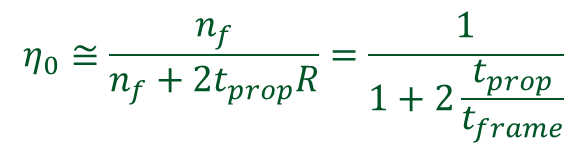 η₀ ≅ n_f / (n_f + 2t_prop R) = 1 / (1 + 2 t_prop / t_frame)